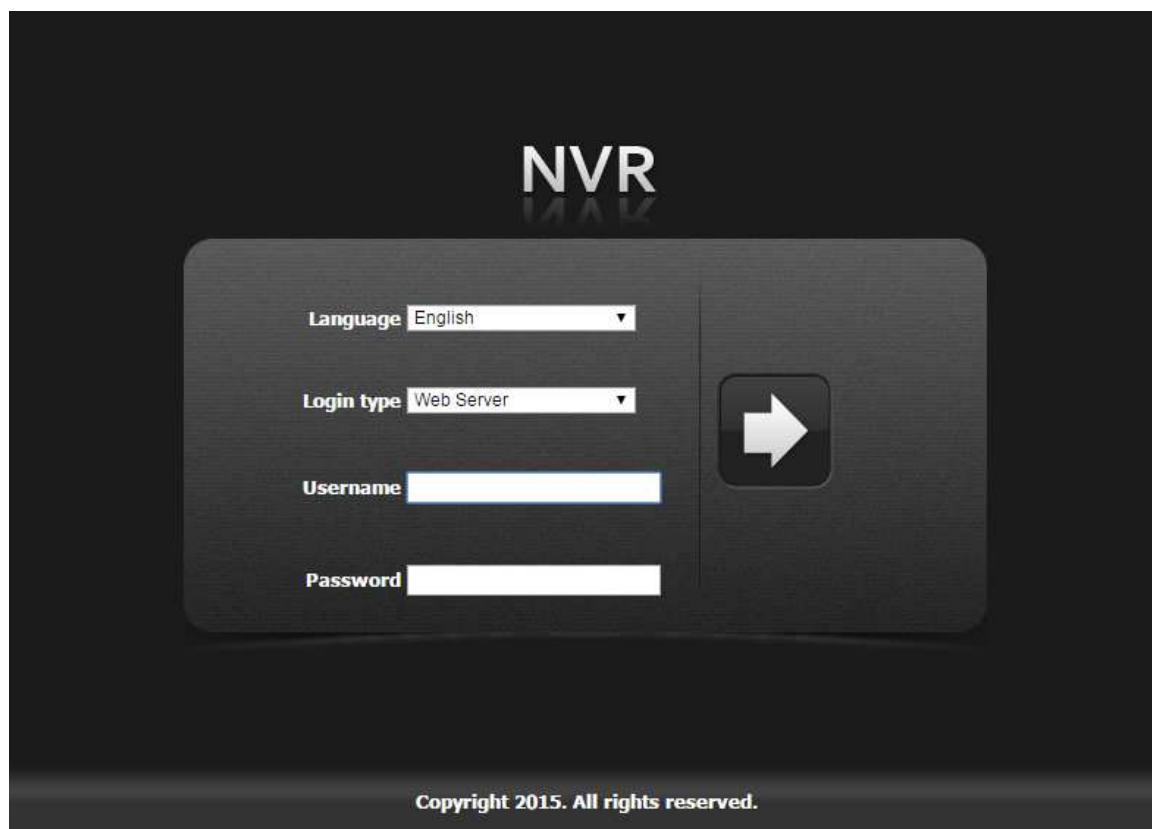 NVR
Language English
Login type Web Server
Username
Password
Copyright 2015. All rights reserved.